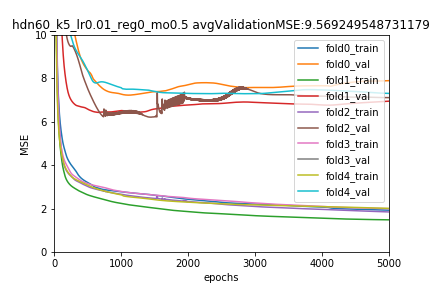 hdn60_k5_lr0.01_reg0_mo0.5 avgValidationMSE:9.569249548731179
10
8
6
4
2
0
MSE
fold0_train
fold0_val
fold1_train
fold1_val
fold2_train
fold2_val
fold3_train
fold3_val
fold4_train
fold4_val
0 1000 2000 3000 4000 5000
epochs